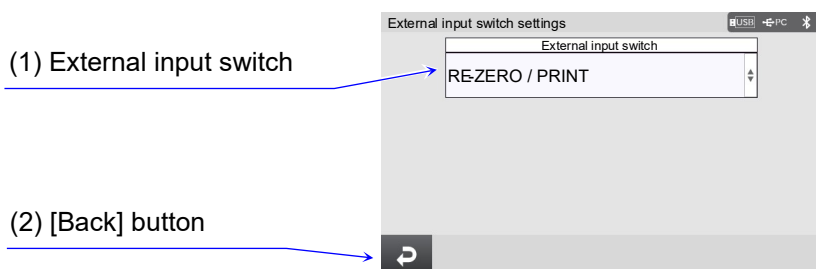 External input switch settings
USB PC
External input switch
(1) External input switch
RE-ZERO / PRINT
(2) [Back] button